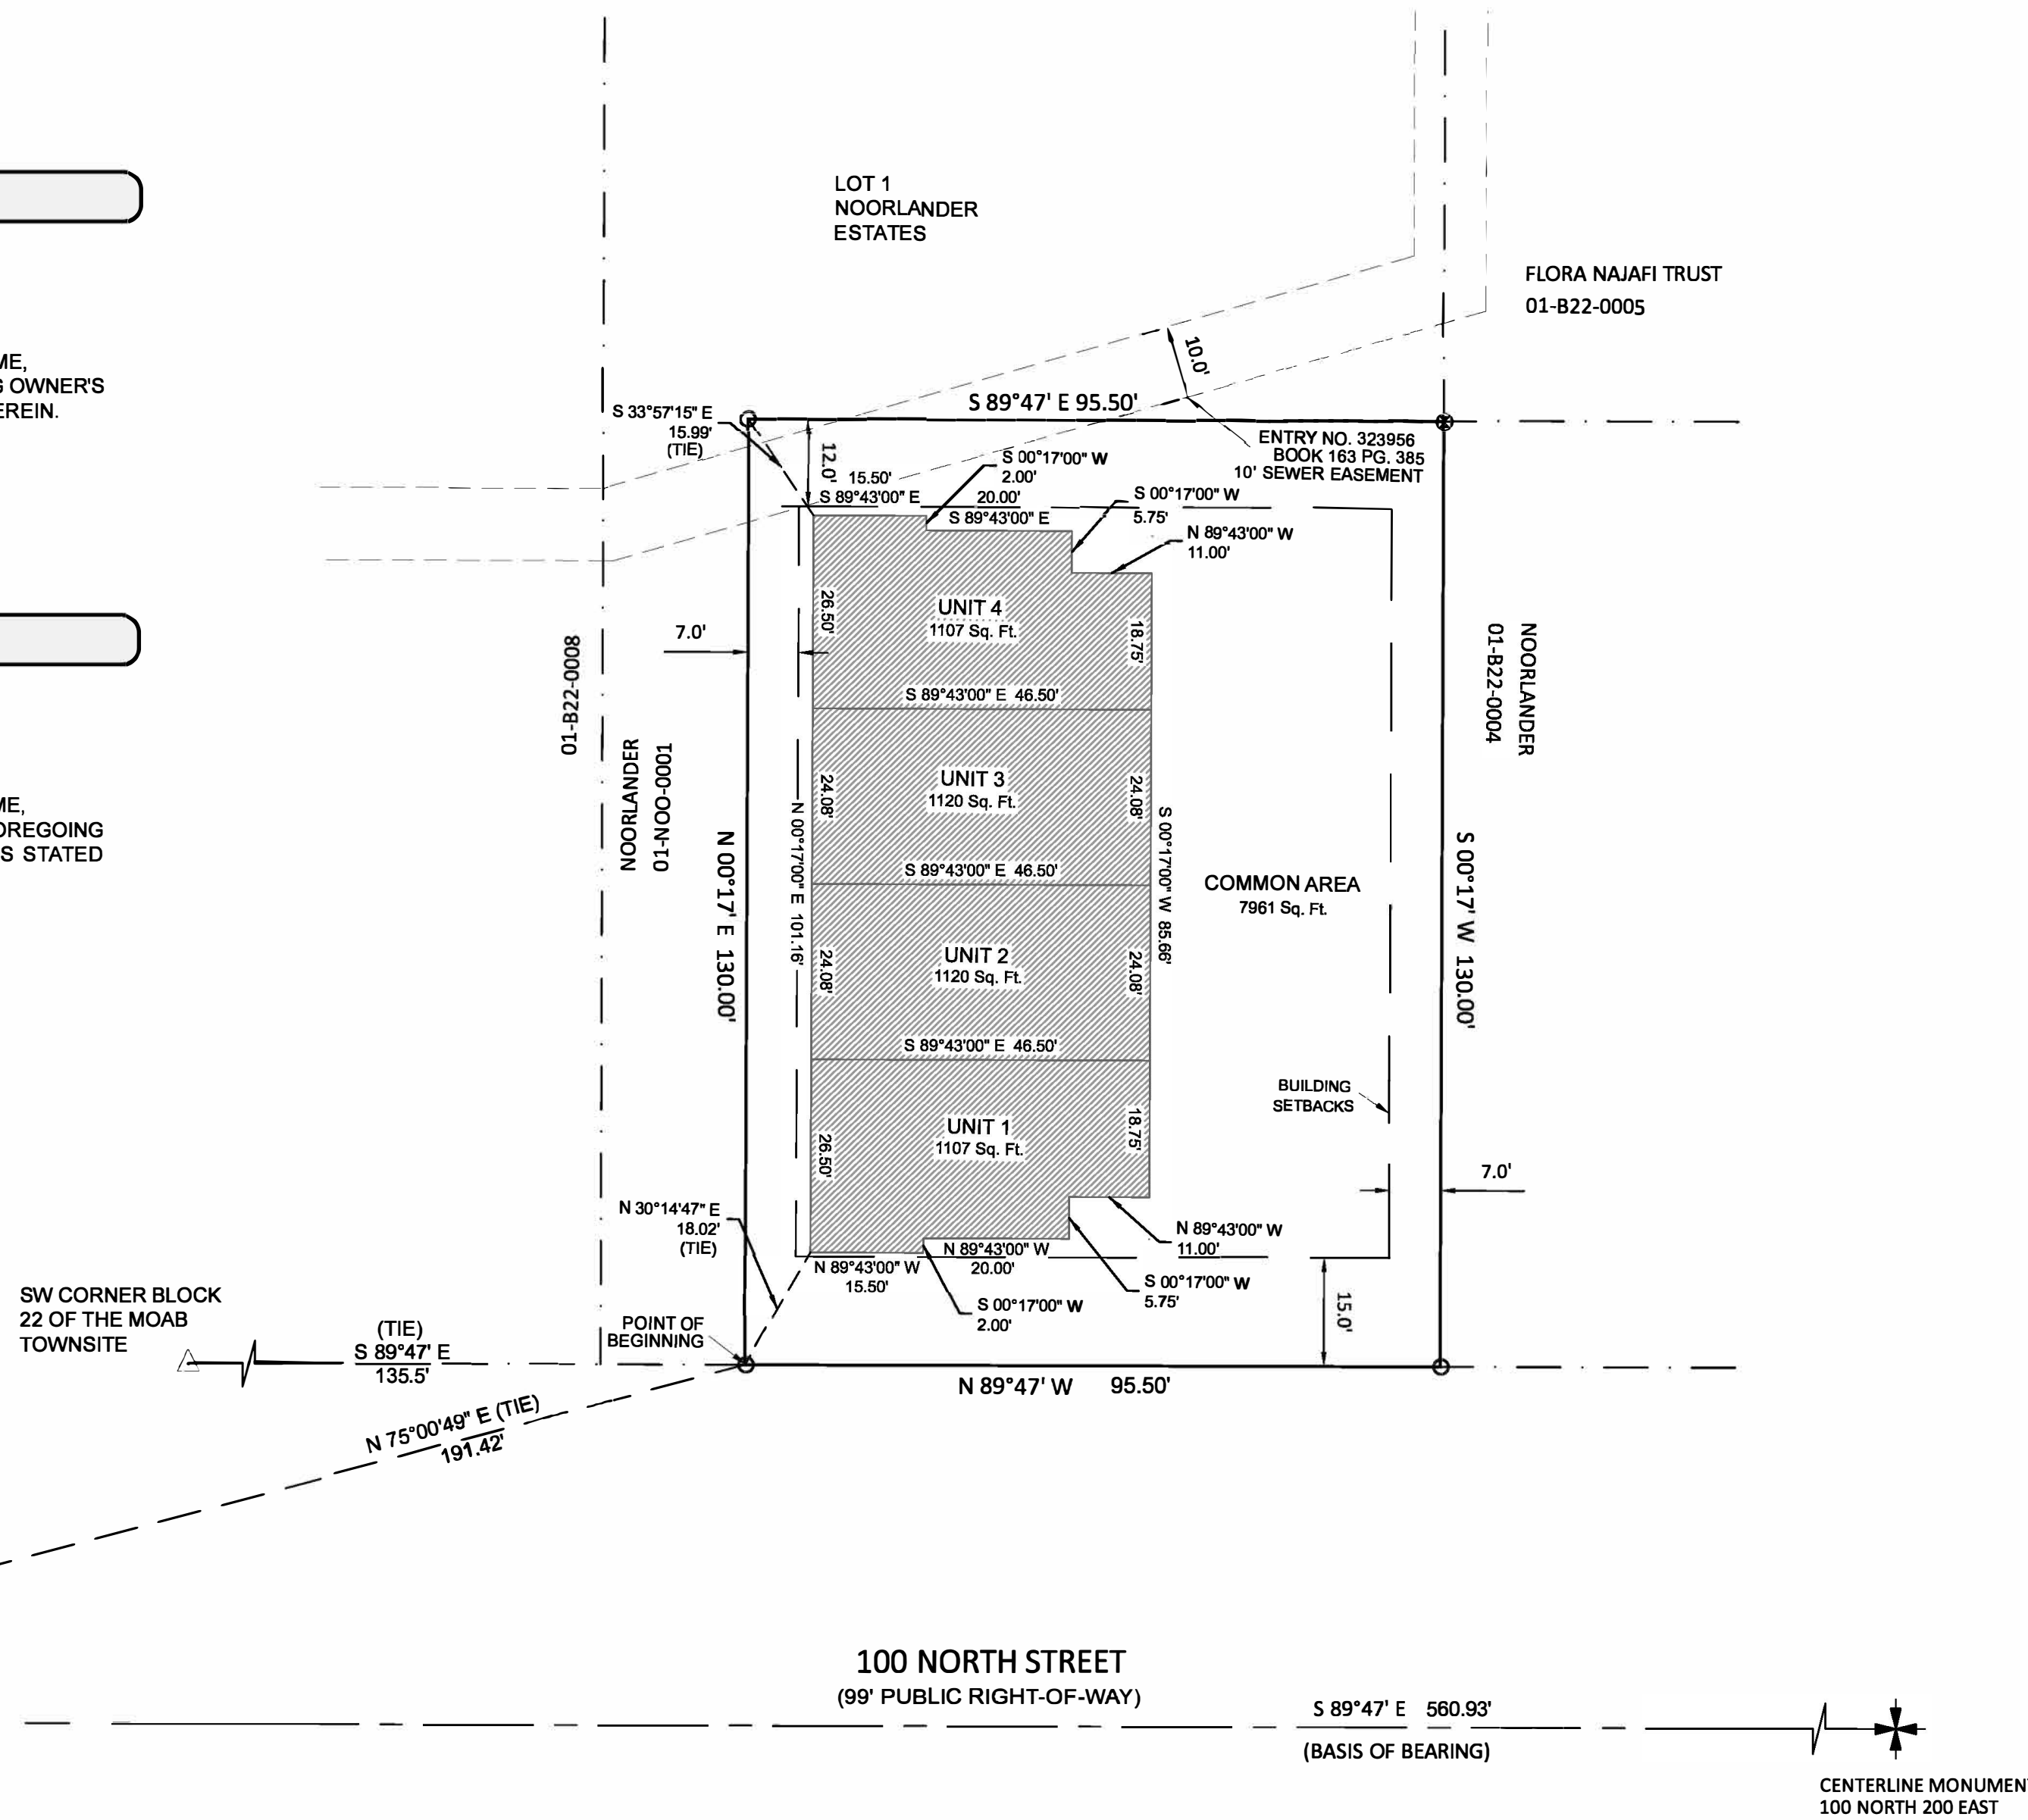 LOT 1
NOORLANDER
ESTATES
FLORA NAJAFI TRUST
01-B22-0005
ME,
OWNER'S
EREIN.
10.0'
S 89°47' E 95.50'
S 33°57'15" E
15.99'
(TIE)
12.0'
ENTRY NO. 323956
BOOK 163 PG. 385
10' SEWER EASEMENT
S 00°17'00" W
2.00'
15.50'
S 89°43'00" E
20.00'
S 89°43'00" E
S 00°17'00" W
5.75'
N 89°43'00" W
11.00'
UNIT 4
1107 Sq. Ft.
26.50'
18.75'
7.0'
S 89°43'00" E 46.50'
01-B22-0008
NOORLANDER
01-NOO-0001
NOORLANDER
01-B22-0004
ME,
OREGOING
S STATED
UNIT 3
1120 Sq. Ft.
24.08'
24.08'
S 89°43'00" E 46.50'
N 00°17' E 130.00'
N 00°17'00" E 101.16'
S 00°17'00" W 85.66'
COMMON AREA
7961 Sq. Ft.
S 00°17' W 130.00'
UNIT 2
1120 Sq. Ft.
24.08'
24.08'
S 89°43'00" E 46.50'
BUILDING
SETBACKS
UNIT 1
1107 Sq. Ft.
26.50'
18.75'
7.0'
N 30°14'47" E
18.02'
(TIE)
N 89°43'00" W
11.00'
N 89°43'00" W
20.00'
N 89°43'00" W
15.50'
S 00°17'00" W
5.75'
S 00°17'00" W
2.00'
15.0'
SW CORNER BLOCK
22 OF THE MOAB
TOWNSITE
(TIE)
S 89°47' E
135.5'
POINT OF
BEGINNING
N 89°47' W 95.50'
N 75°00'49" E (TIE)
191.42'
100 NORTH STREET
(99' PUBLIC RIGHT-OF-WAY)
S 89°47' E 560.93'
(BASIS OF BEARING)
CENTERLINE MONUMEN
100 NORTH 200 EAST